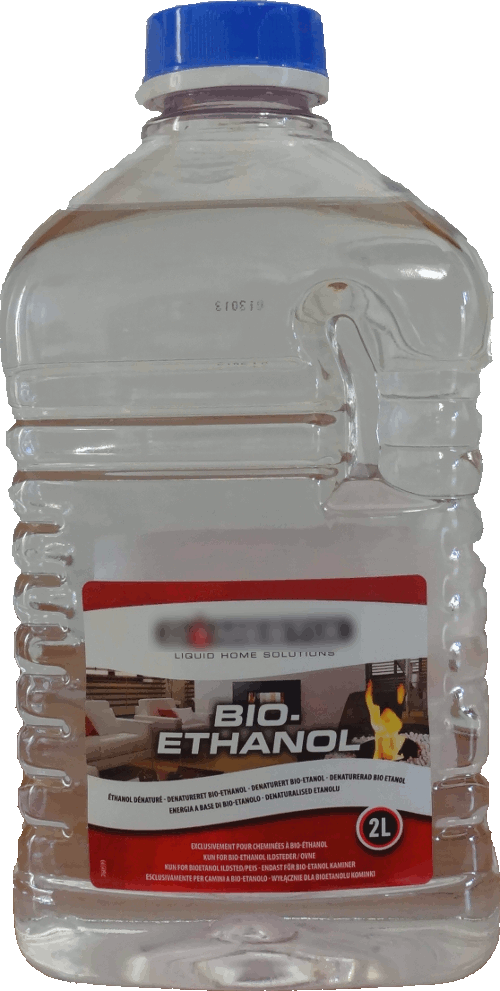 613013
LIQUID HOME SOLUTIONS
BIO-
ETHANOL
ÉTHANOL DÉNATURÉ · DENATURERET BIO-ETHANOL · DENATURERT BIO-ETANOL · DENATURERAD BIO ETANOL
ENERGIA A BASE DI BIO-ETANOLO · DENATURALISED ETANOLU
2L
EXCLUSIVEMENT POUR CHEMINÉES À BIO-ÉTHANOL
KUN FOR BIO-ETHANOL ILDSTEDER / OVNE
KUN FOR BIOETANOL ILDSTED/PEIS · ENDAST FÖR BIO-ETANOL KAMINER
ESCLUSIVAMENTE PER CAMINI A BIO-ETANOLO · WYŁĄCZNIE DLA BIOETANOLU KOMINKI